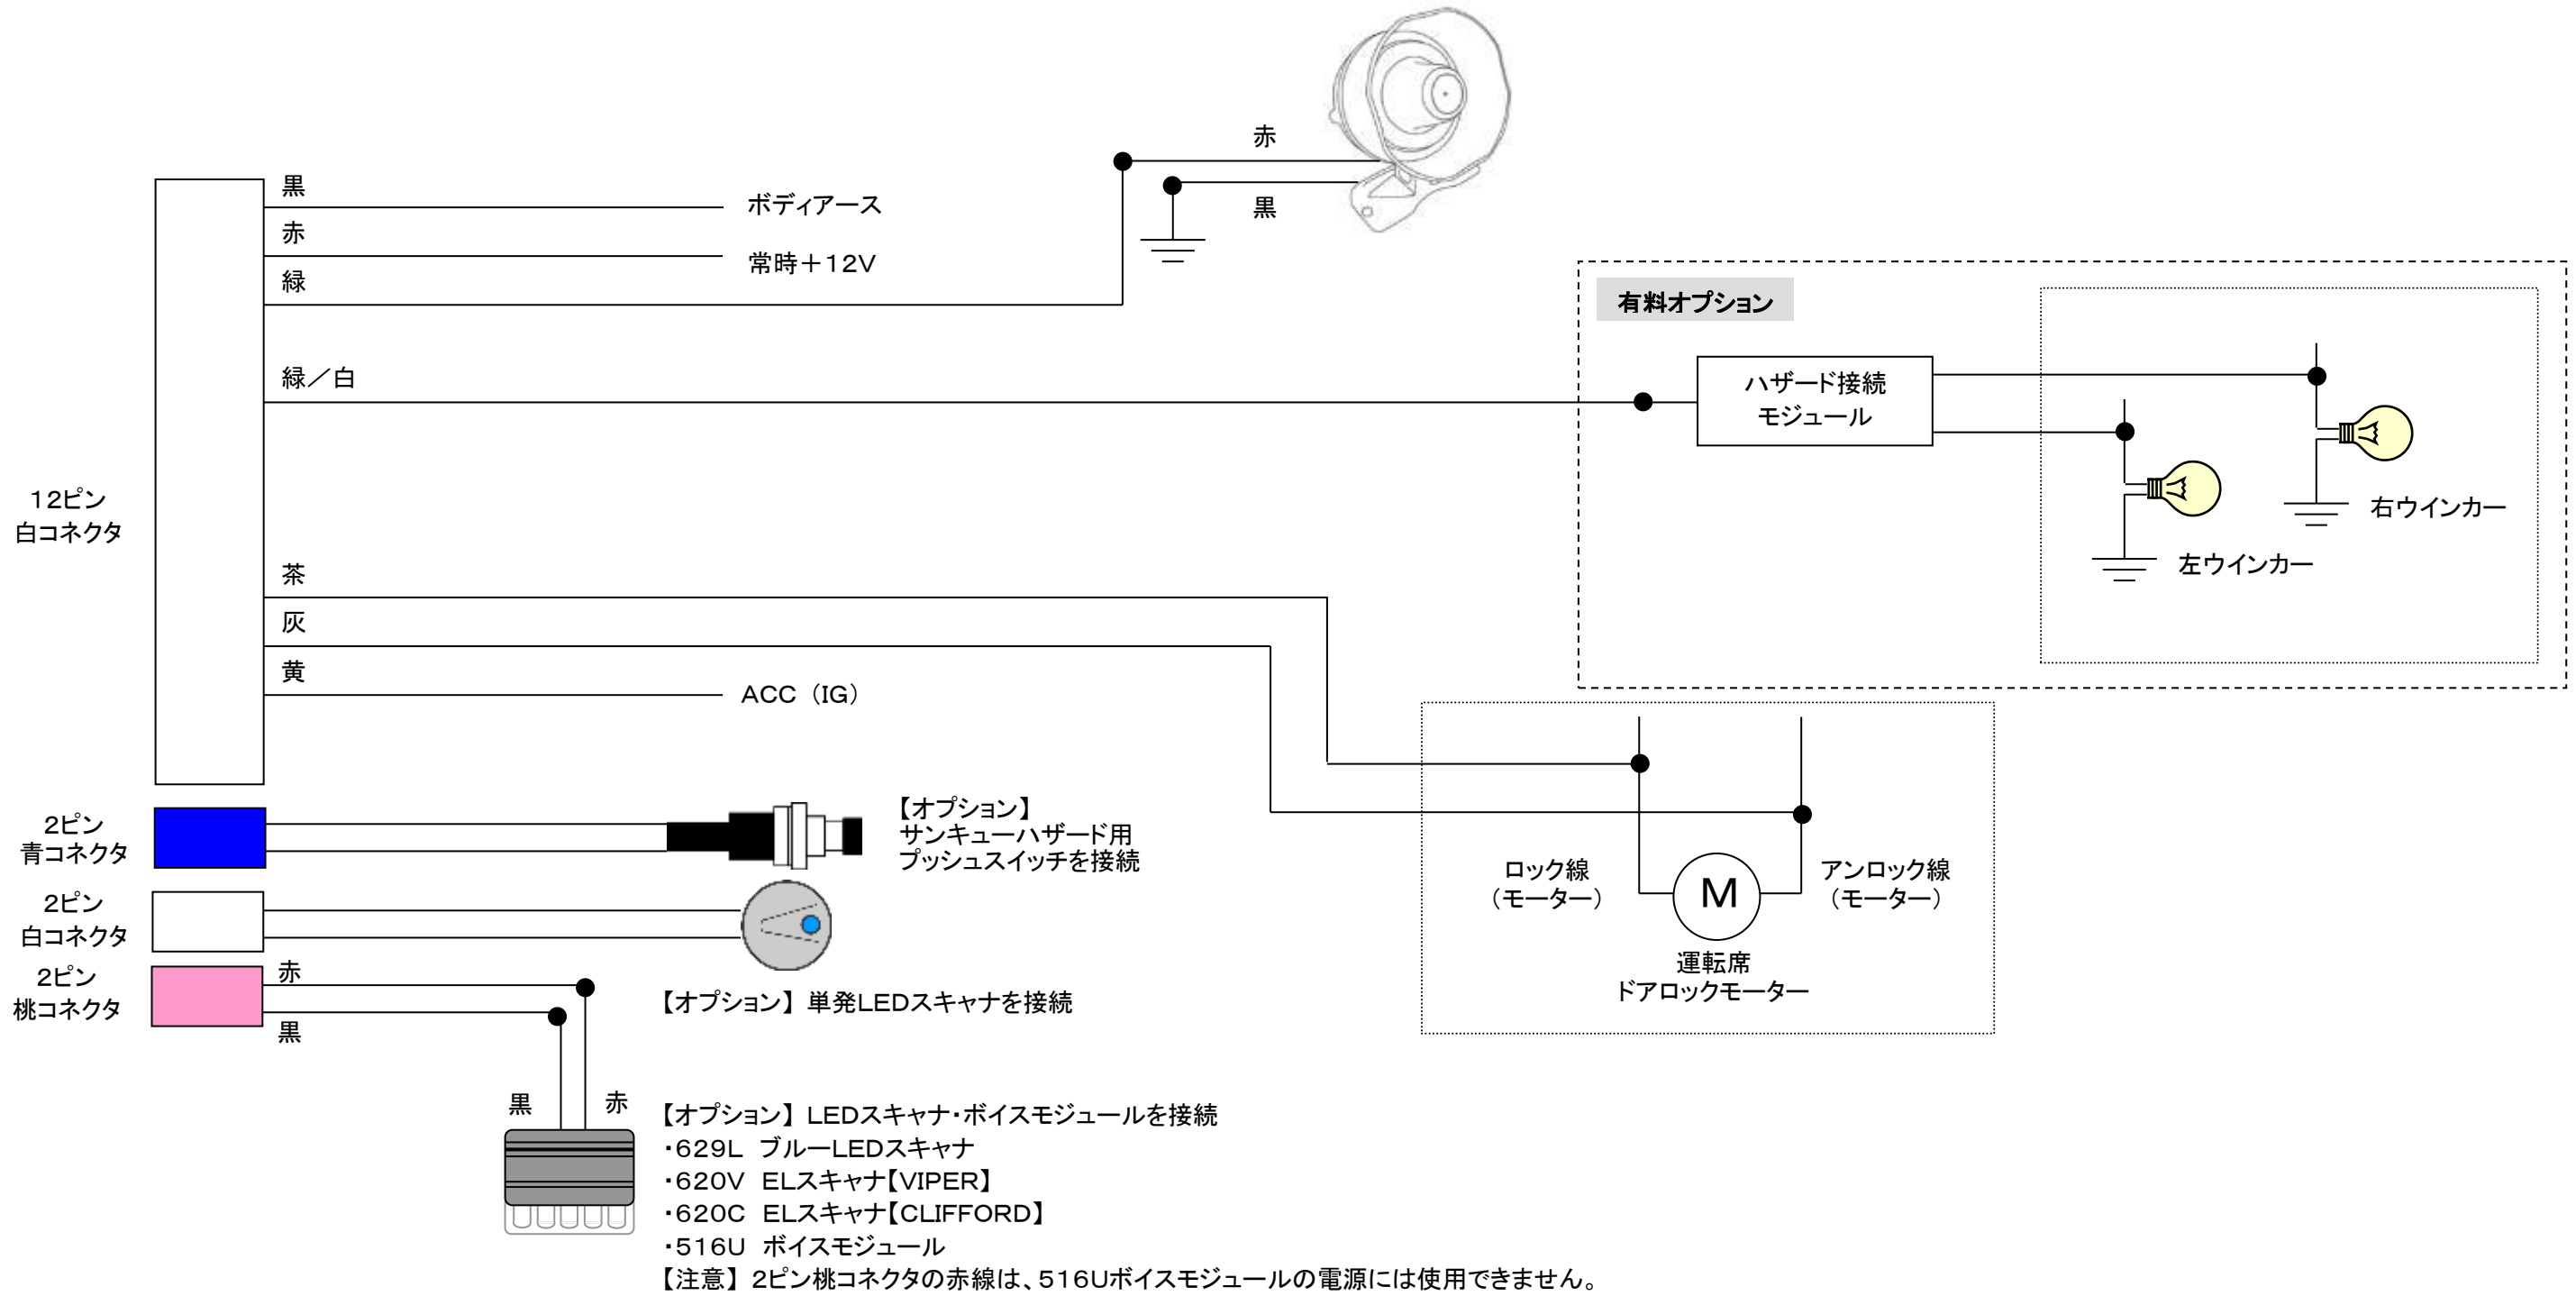 赤
黒
黒
ボディアース
赤
常時＋１２Ｖ
緑
有料オプション
緑／白
ハザード接続
モジュール
右ウインカー
左ウインカー
１２ピン
白コネクタ
茶
灰
黄
ＡＣＣ （ＩＧ）
ロック線
（モーター）
Ｍ
アンロック線
（モーター）
運転席
ドアロックモーター
２ピン
青コネクタ
【オプション】
サンキューハザード用
プッシュスイッチを接続
２ピン
白コネクタ
【オプション】 単発ＬＥＤスキャナを接続
２ピン
桃コネクタ
赤
黒
黒
赤
【オプション】 ＬＥＤスキャナ・ボイスモジュールを接続
・６２９Ｌ　ブルーＬＥＤスキャナ
・６２０Ｖ　ＥＬスキャナ【ＶＩＰＥＲ】
・６２０Ｃ　ＥＬスキャナ【ＣＬＩＦＦＯＲＤ】
・５１６Ｕ　ボイスモジュール
【注意】 ２ピン桃コネクタの赤線は、５１６Ｕボイスモジュールの電源には使用できません。